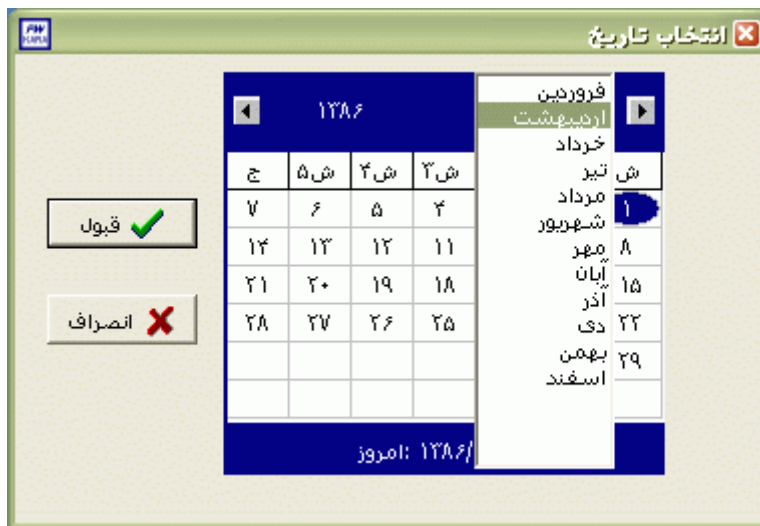 انتخاب تاریخ
۱۳۸۶
فروردین
اردیبهشت
خرداد
تیر
مرداد
شهریور
مهر
آبان
آذر
دی
بهمن
اسفند
ش ش۳ ش۴ ش۵ ج
۱ ۴ ۵ ۶ ۷
۸ ۱۱ ۱۲ ۱۳ ۱۴
۱۵ ۱۸ ۱۹ ۲۰ ۲۱
۲۲ ۲۵ ۲۶ ۲۷ ۲۸
۲۹
امروز: ۱۳۸۶/
قبول
انصراف